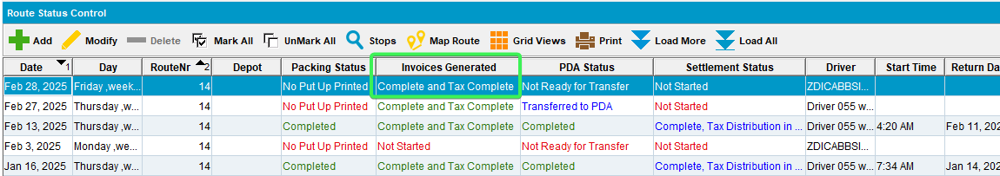 Route Status Control
Add Modify Delete Mark All UnMark All Stops Map Route Grid Views Print Load More Load All
Date 1 Day RouteNr 2 Depot Packing Status Invoices Generated PDA Status Settlement Status Driver Start Time Return Da
Feb 28, 2025 Friday ,week... 14 No Put Up Printed Complete and Tax Complete Not Ready for Transfer Not Started ZDICABBSI...
Feb 27, 2025 Thursday ,w... 14 No Put Up Printed Complete and Tax Complete Transferred to PDA Not Started Driver 055 w...
Feb 13, 2025 Thursday ,w... 14 Completed Complete and Tax Complete Completed Complete, Tax Distribution in ... Driver 055 w... 4:20 AM Feb 11, 202
Feb 3, 2025 Monday ,we... 14 No Put Up Printed Not Started Not Ready for Transfer Not Started ZDICABBSI...
Jan 16, 2025 Thursday ,w... 14 Completed Complete and Tax Complete Completed Complete, Tax Distribution in ... Driver 055 w... 7:34 AM Jan 14, 202